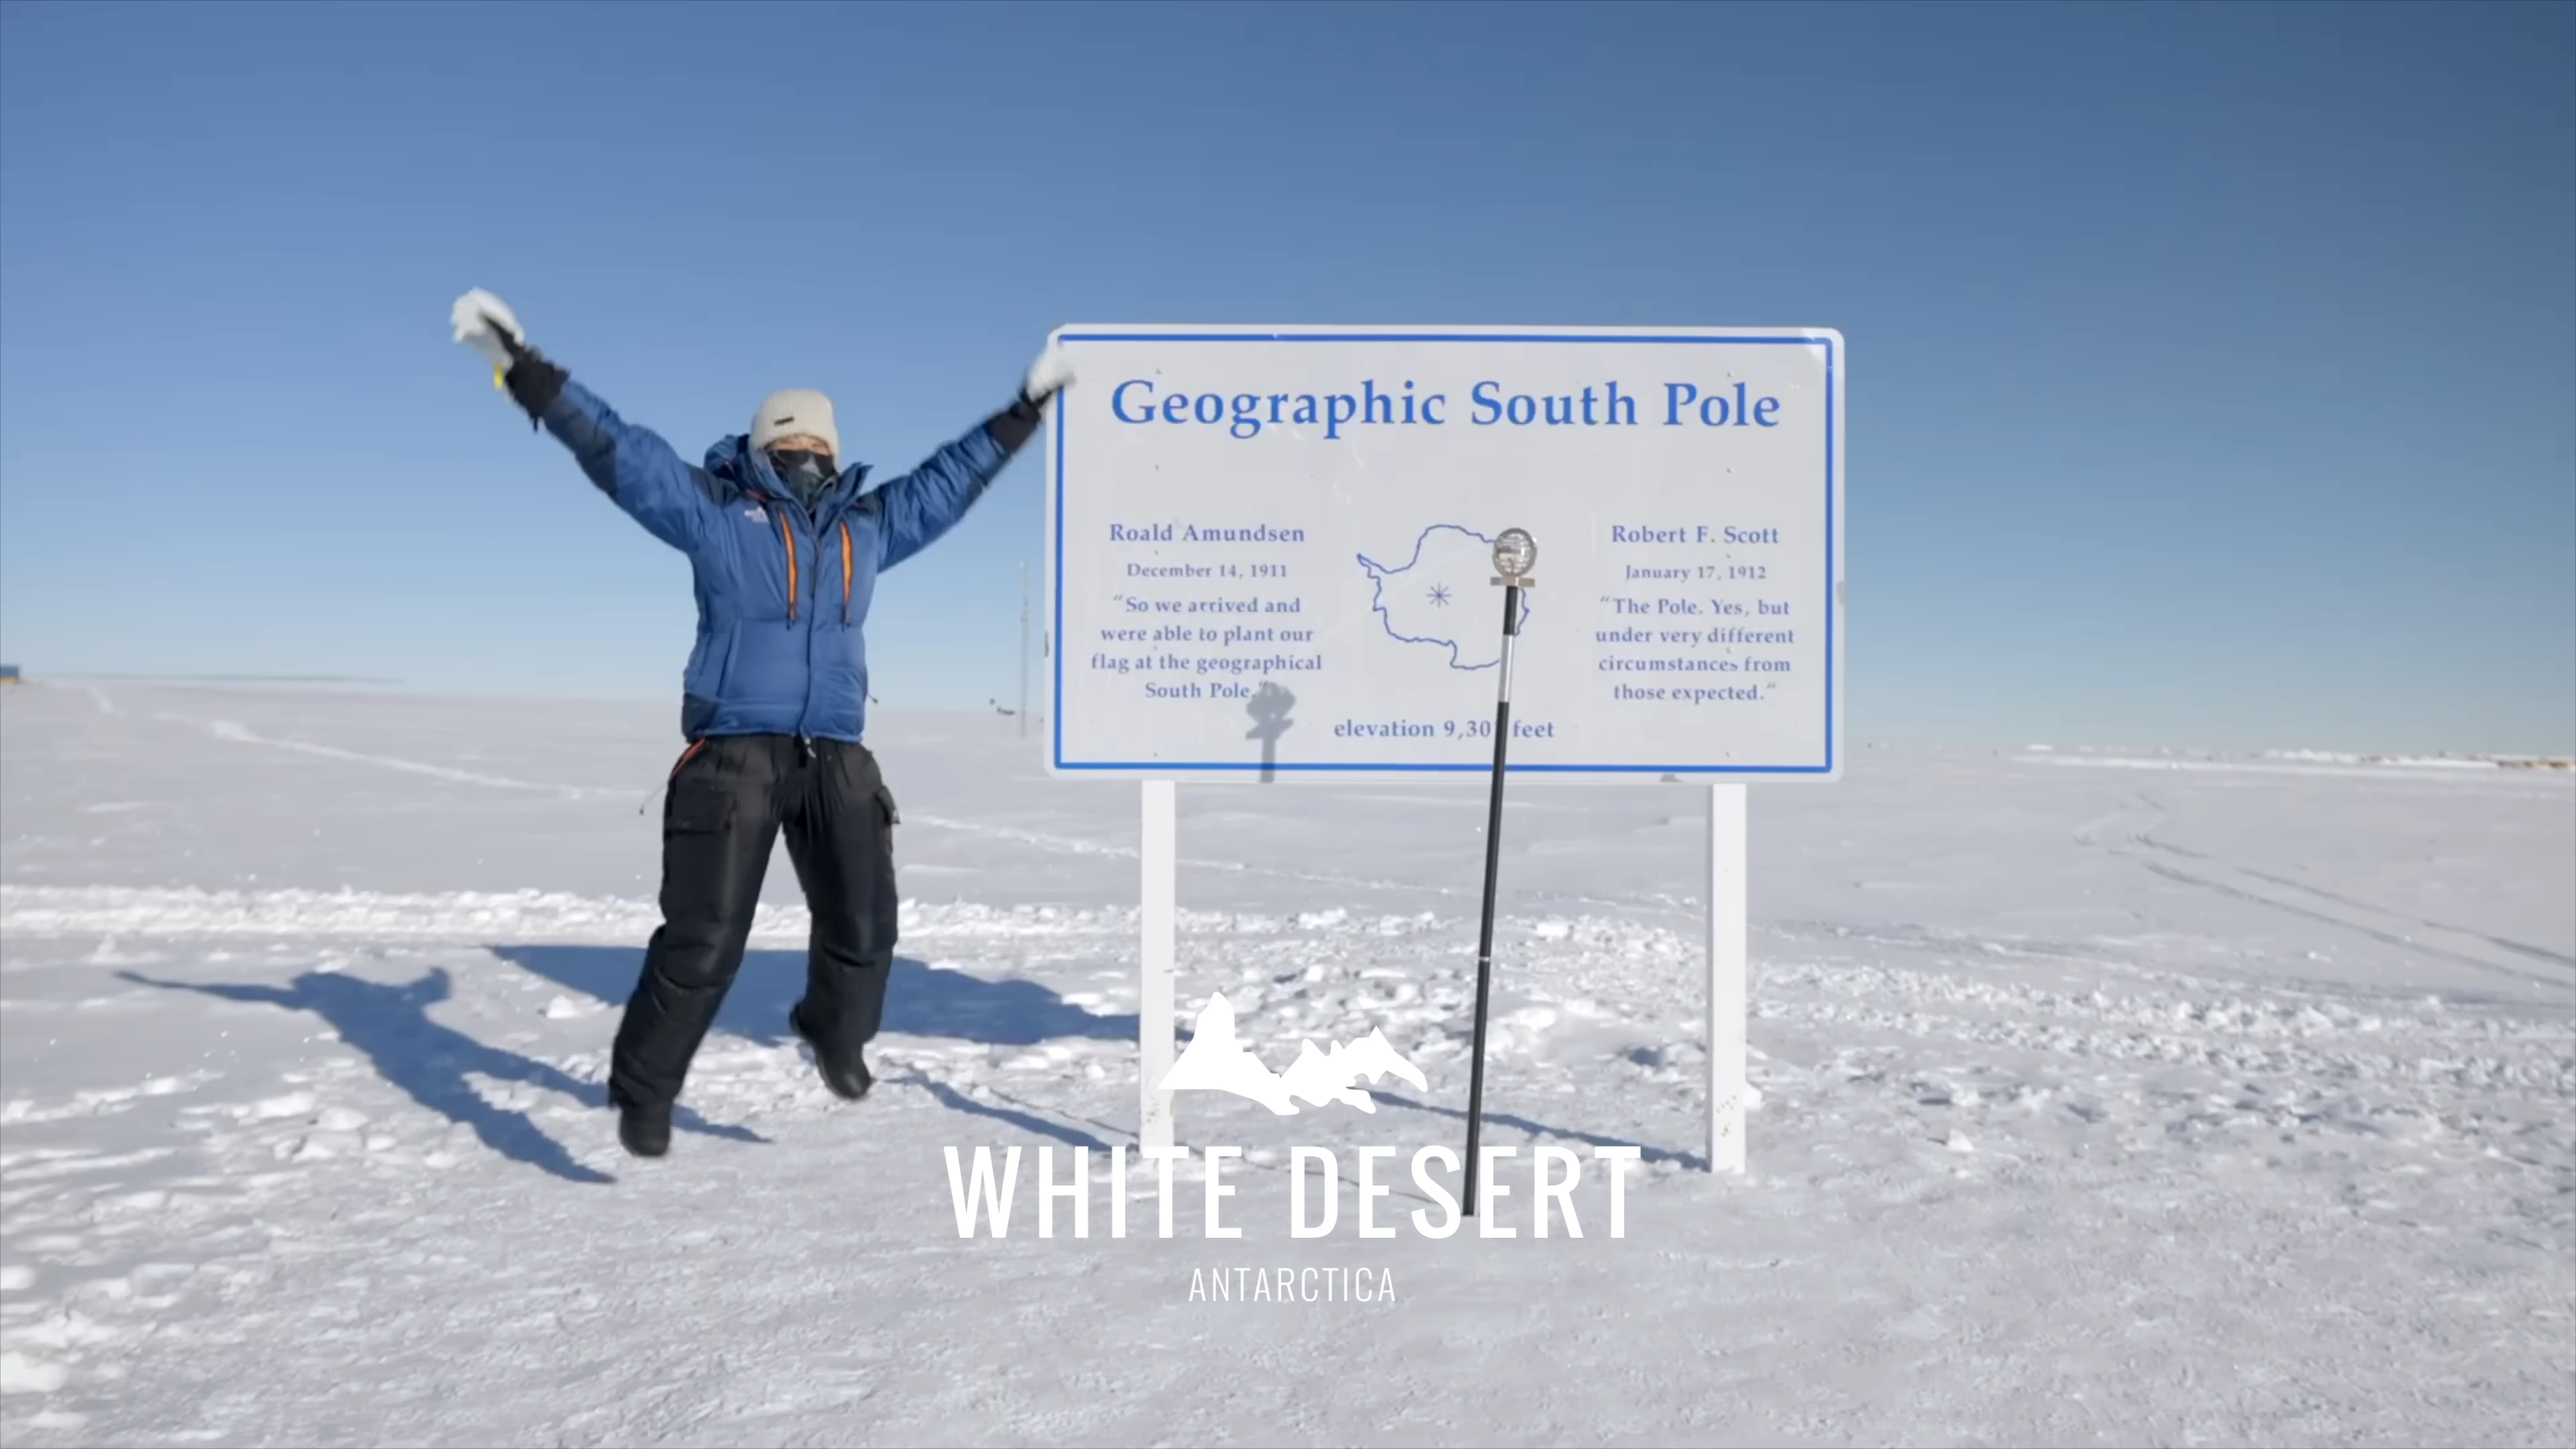 Geographic South Pole
Roald Amundsen
December 14, 1911
“So we arrived and
were able to plant our
flag at the geographical
South Pole.“
Robert F. Scott
January 17, 1912
“The Pole. Yes, but
under very different
circumstances from
those expected.“
elevation feet
WHITE DESERT
ANTARCTICA